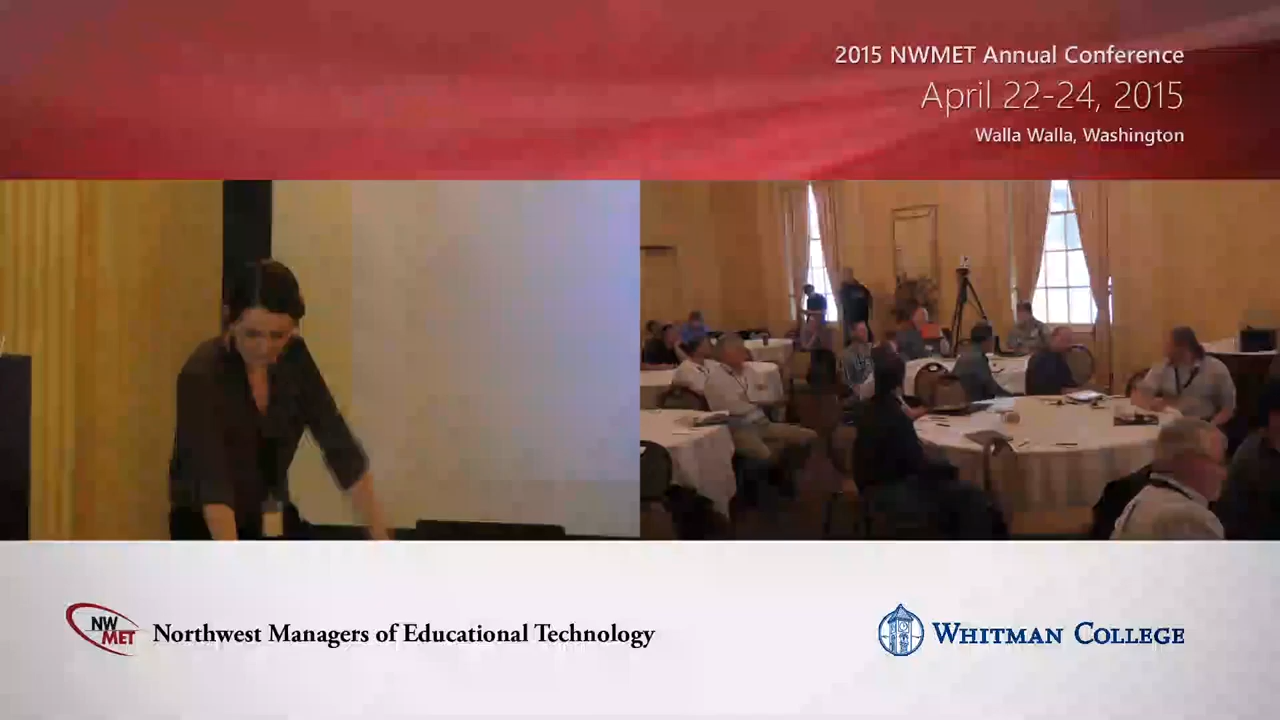 2015 NWMET Annual Conference
April 22-24, 2015
Walla Walla, Washington
NW
MET
Northwest Managers of Educational Technology
WHITMAN COLLEGE